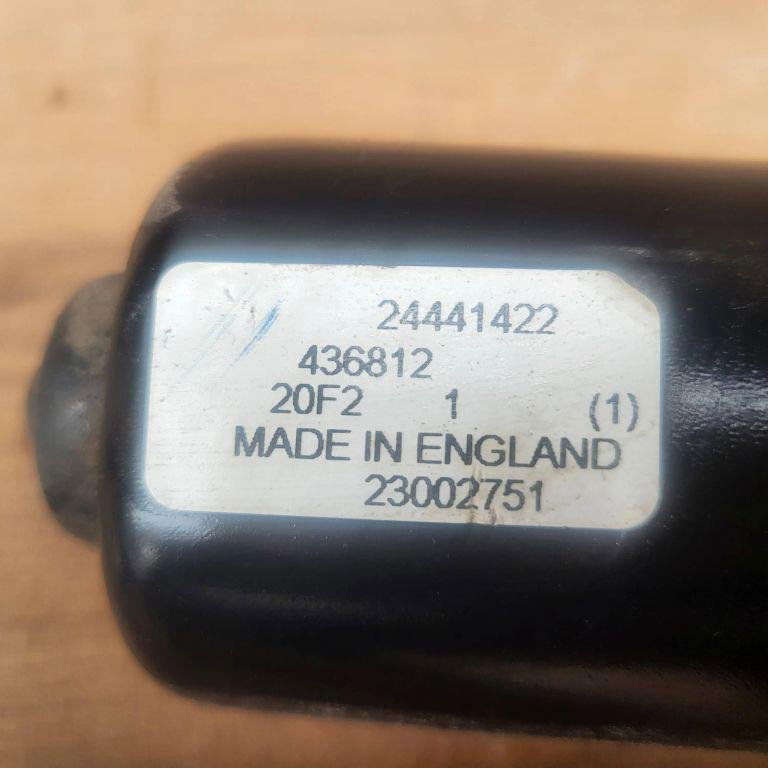 24441422
436812
20F2 1 (1)
MADE IN ENGLAND
23002751